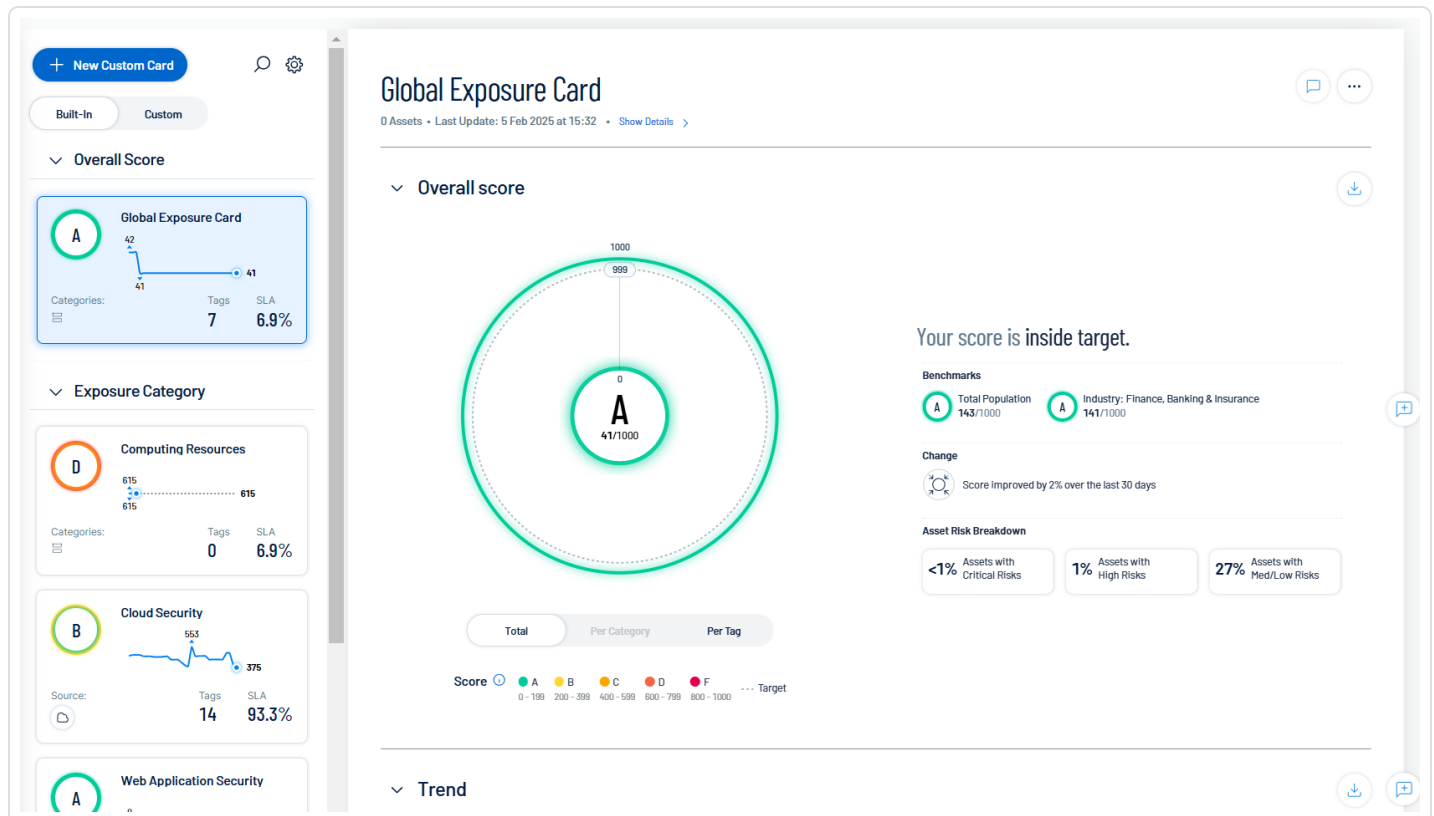 New Custom Card
Built-In
Custom
Overall Score
A
Global Exposure Card
42
41
41
Categories:
Tags
SLA
7
6.9%
Exposure Category
D
Computing Resources
615
615
615
Categories:
Tags
SLA
0
6.9%
B
Cloud Security
553
375
Source:
Tags
SLA
14
93.3%
A
Web Application Security
Global Exposure Card
0 Assets • Last Update: 5 Feb 2025 at 15:32 • Show Details
Overall score
1000
999
0
A
41/1000
Total
Per Category
Per Tag
Score
A
B
C
D
F
Target
0 - 199
200 - 399
400 - 599
600 - 799
800 - 1000
Your score is inside target.
Benchmarks
A
Total Population
143/1000
A
Industry: Finance, Banking & Insurance
141/1000
Change
Score improved by 2% over the last 30 days
Asset Risk Breakdown
<1%
Assets with
Critical Risks
1%
Assets with
High Risks
27%
Assets with
Med/Low Risks
Trend